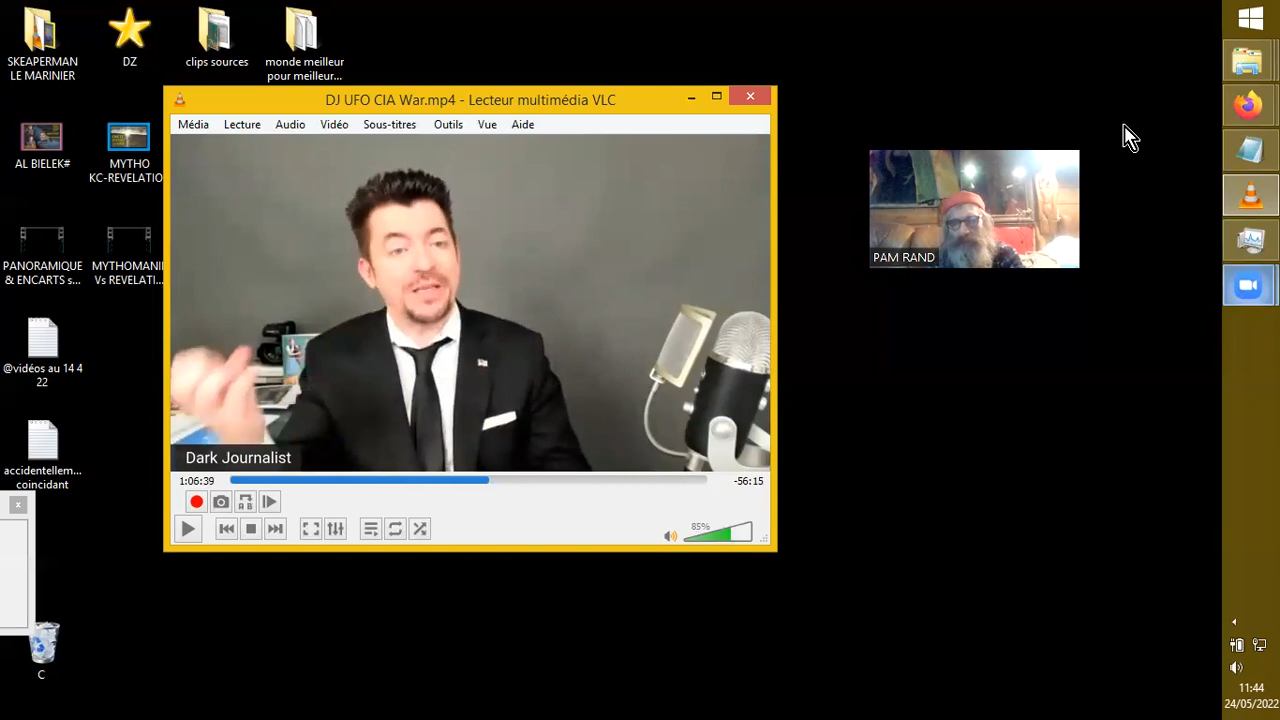 SKEAPERMAN
LE MARINIER
DZ
clips sources
monde meilleur
pour meilleur...
AL BIELEK#
MYTHO
KC-REVELATIO
PANORAMIQUE
& ENCARTS s...
MYTHOMANI
Vs REVELATI...
@vidéos au 14 4
22
accidentellem...
coincidant
x
C
DJ UFO CIA War.mp4 - Lecteur multimédia VLC
Média Lecture Audio Vidéo Sous-titres Outils Vue Aide
Dark Journalist
1:06:39
-56:15
A B
85%
PAM RAND
11:44
24/05/2022